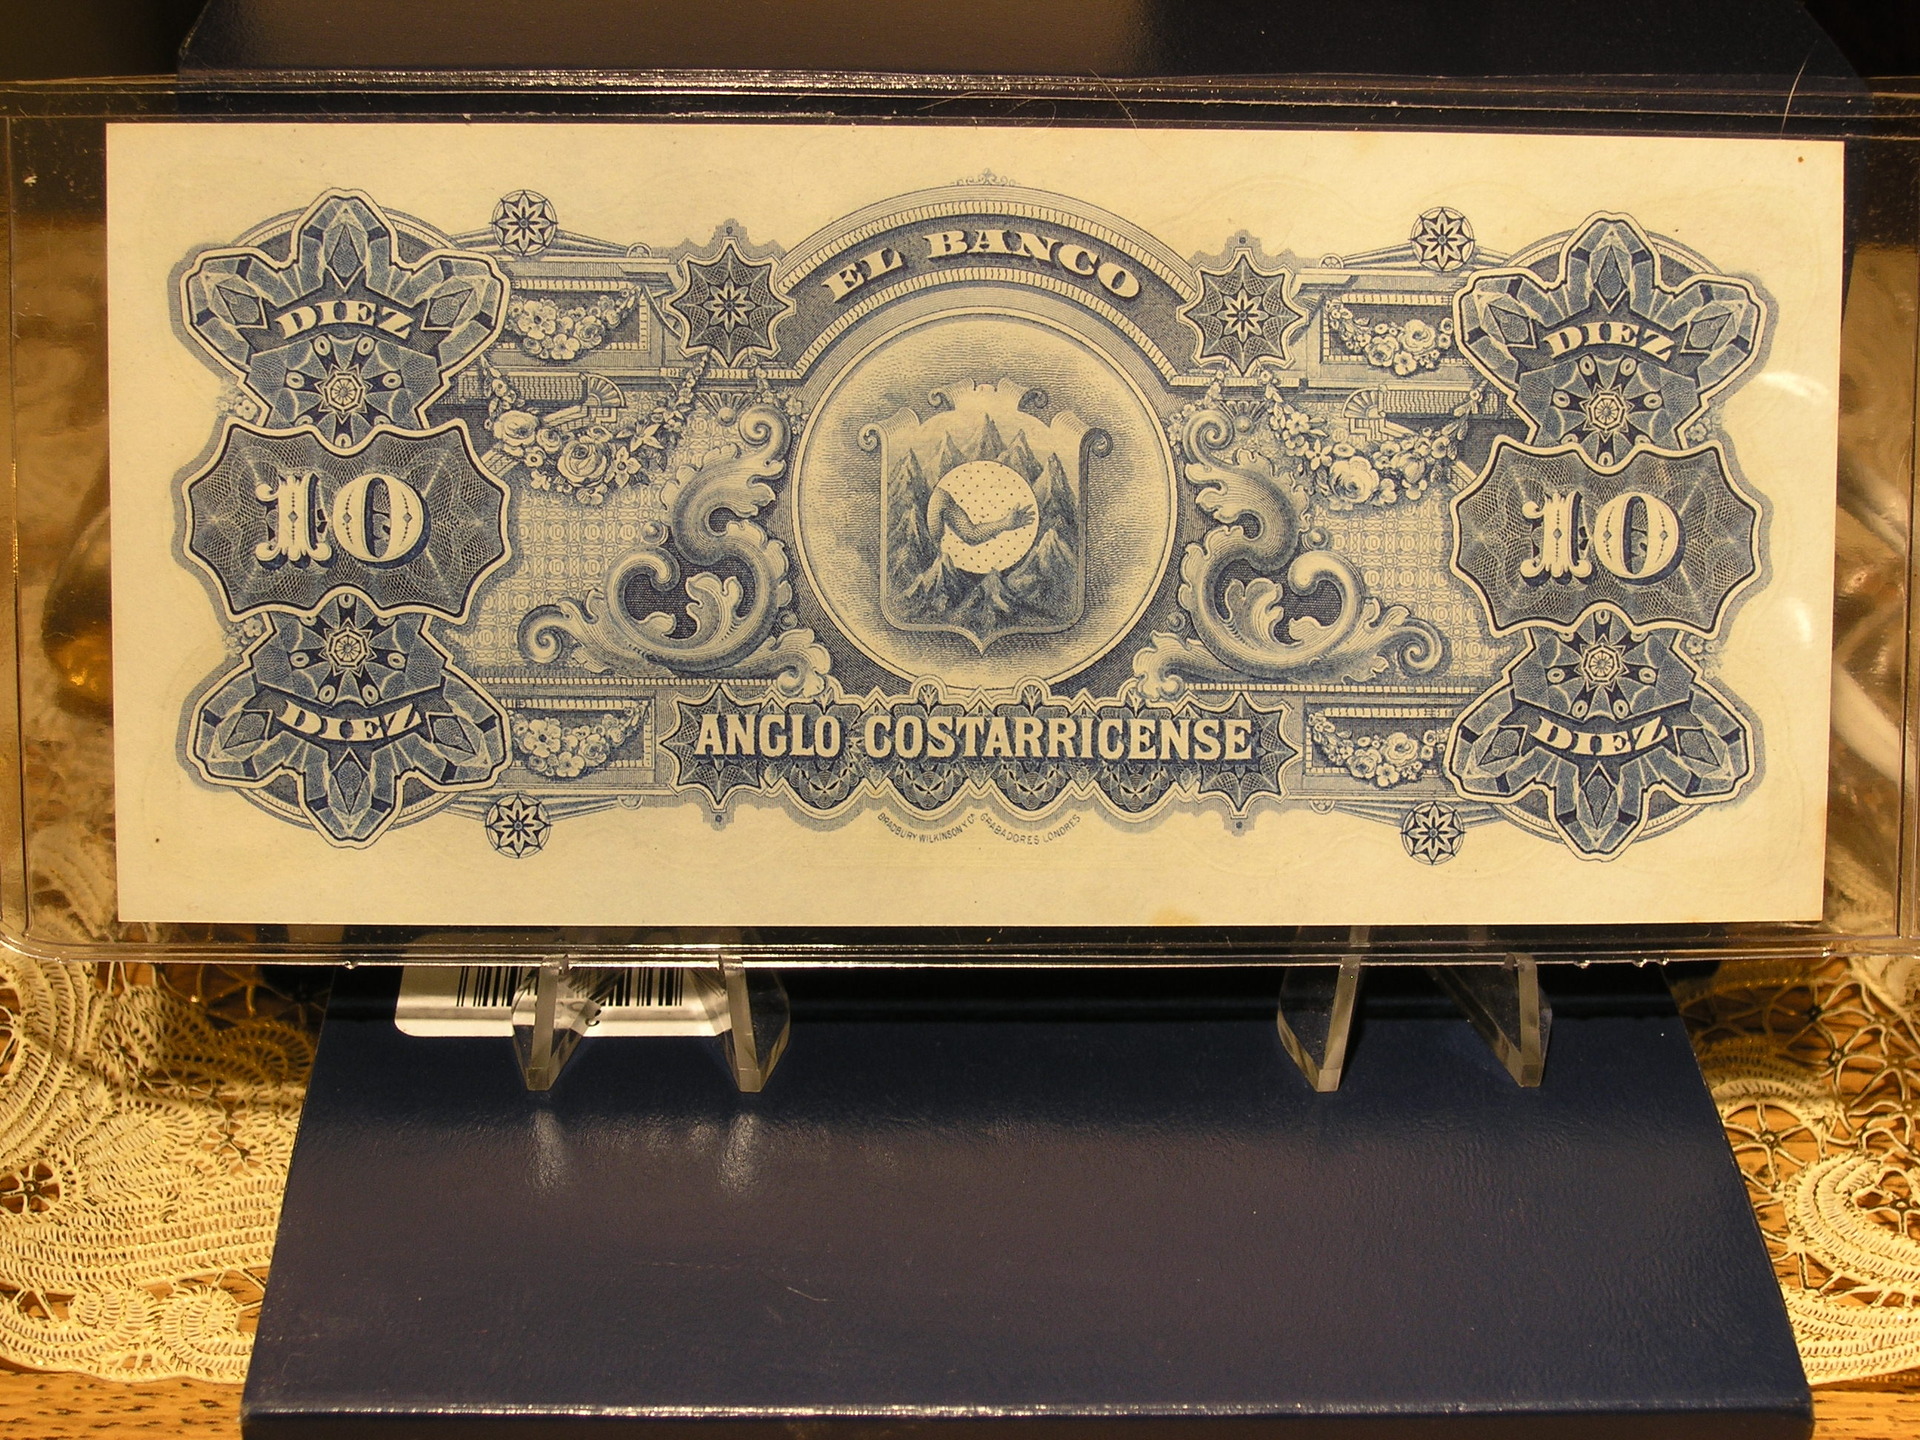 EL BANCO
DIEZ
DIEZ
10
10
DIEZ
DIEZ
ANGLO COSTARRICENSE
BRADBURY WILKINSON Y Cª GRABADORES LONDRES